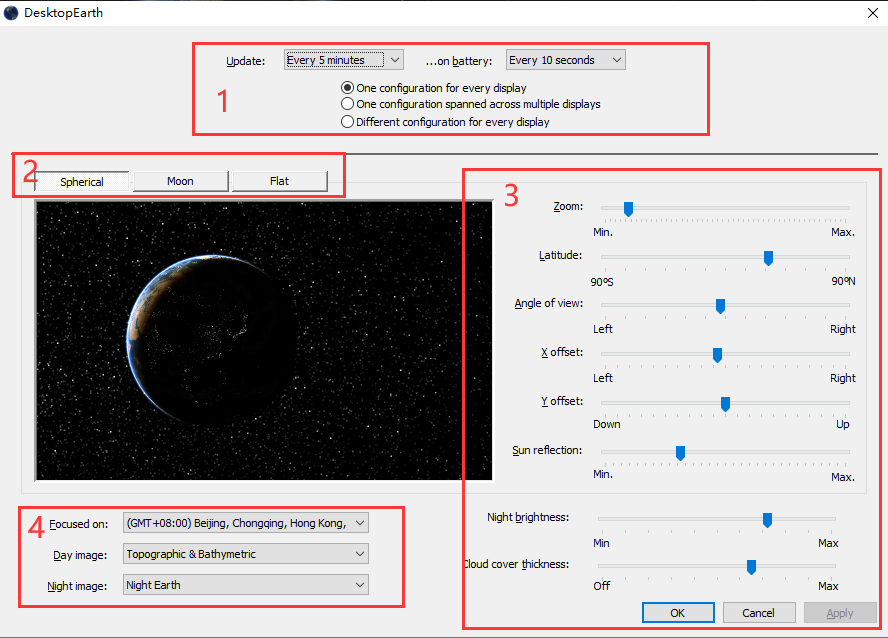 DesktopEarth
Update: Every 5 minutes ...on battery: Every 10 seconds
1
One configuration for every display
One configuration spanned across multiple displays
Different configuration for every display
2
Spherical Moon Flat
3
Zoom:
Min. Max.
Latitude:
90ºS 90ºN
Angle of view:
Left Right
X offset:
Left Right
Y offset:
Down Up
Sun reflection:
Min. Max.
4
Focused on: (GMT+08:00) Beijing, Chongqing, Hong Kong,
Day image: Topographic & Bathymetric
Night image: Night Earth
Night brightness:
Min Max
Cloud cover thickness:
Off Max
OK Cancel Apply